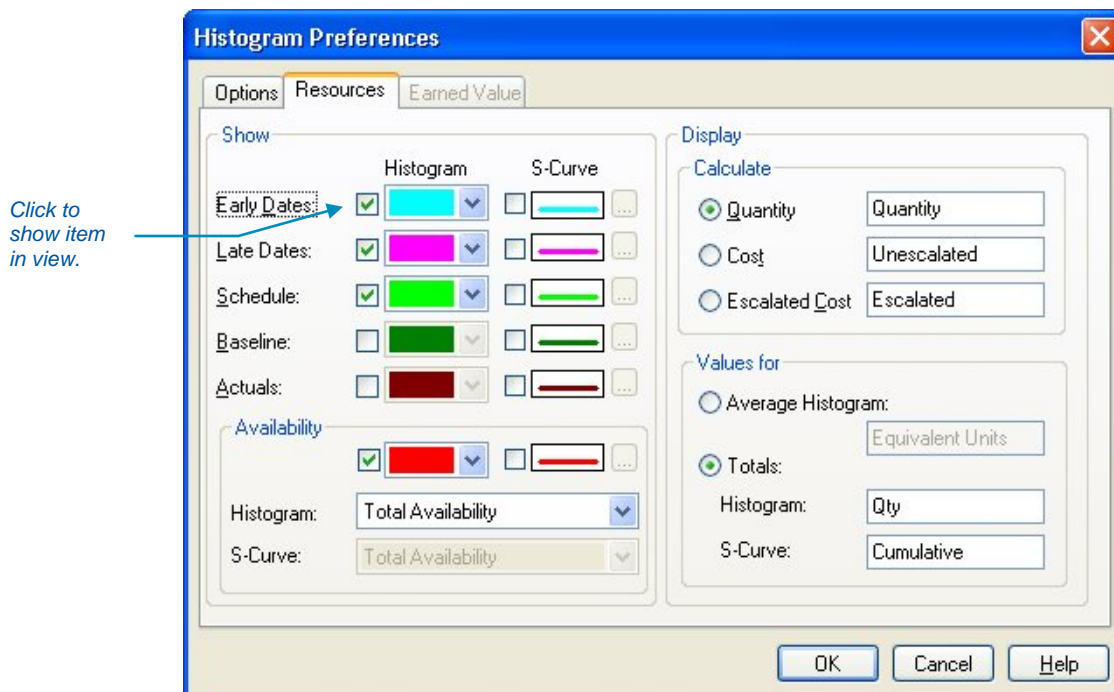 Histogram Preferences
Options Resources Earned Value
Click to
show item
in view.
Show
Histogram S-Curve
Early Dates:
Late Dates:
Schedule:
Baseline:
Actuals:
Availability
Histogram: Total Availability
S-Curve: Total Availability
Display
Calculate
Quantity Quantity
Cost Unescalated
Escalated Cost Escalated
Values for
Average Histogram:
Equivalent Units
Totals:
Histogram: Qty
S-Curve: Cumulative
OK Cancel Help